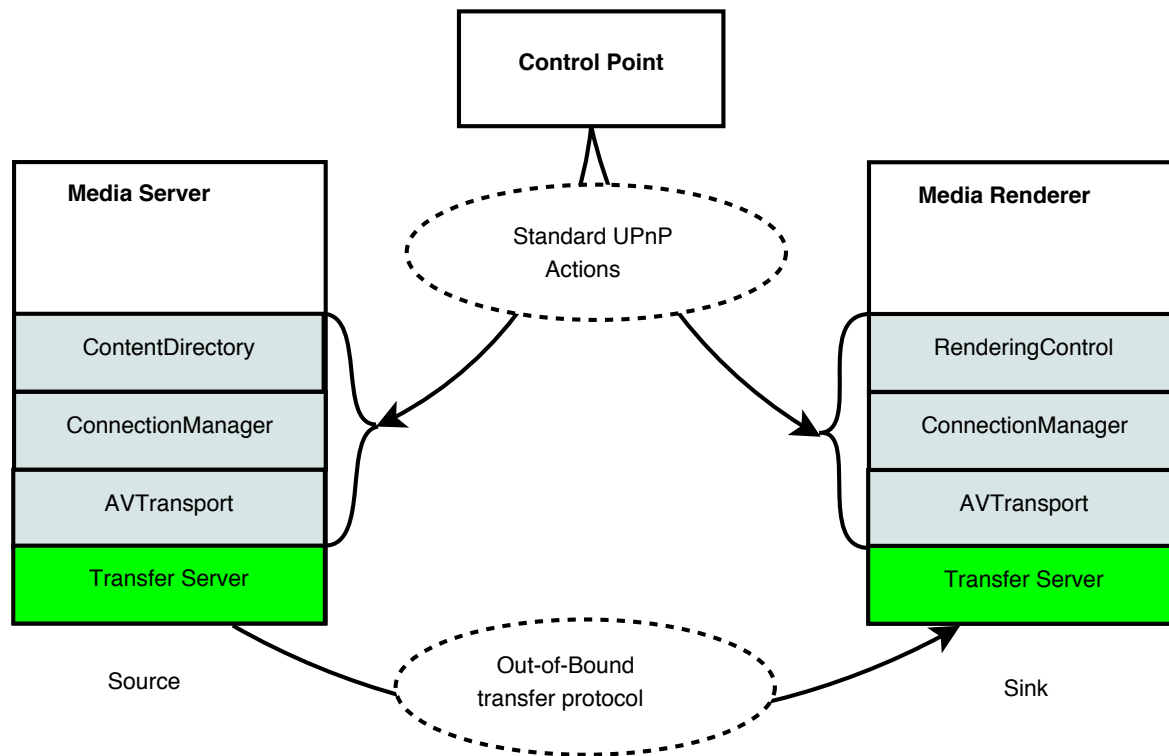 Control Point
Media Server
Media Renderer
Standard UPnP
Actions
ContentDirectory
ConnectionManager
AVTransport
Transfer Server
RenderingControl
ConnectionManager
AVTransport
Transfer Server
Source
Out-of-Bound
transfer protocol
Sink